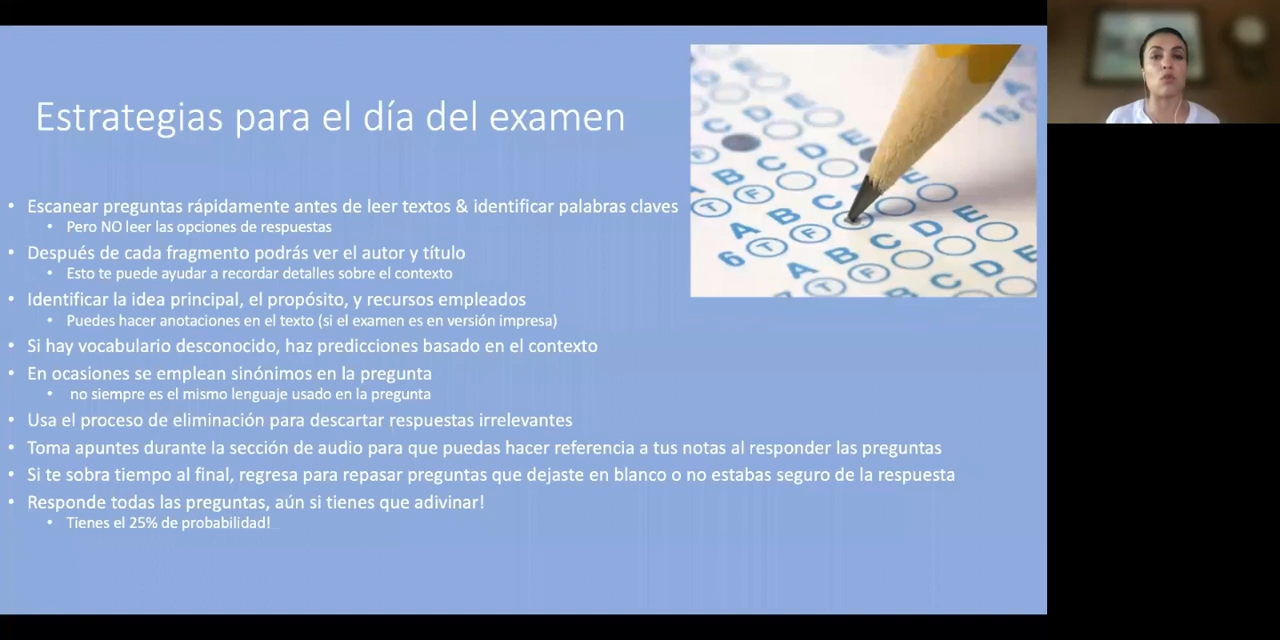 Estrategias para el día del examen
• Escanear preguntas rápidamente antes de leer textos & identificar palabras claves
• Pero NO leer las opciones de respuestas
• Después de cada fragmento podrás ver el autor y título
• Esto te puede ayudar a recordar detalles sobre el contexto
• Identificar la idea principal, el propósito, y recursos empleados
• Puedes hacer anotaciones en el texto (si el examen es en versión impresa)
• Si hay vocabulario desconocido, haz predicciones basado en el contexto
• En ocasiones se emplean sinónimos en la pregunta
• no siempre es el mismo lenguaje usado en la pregunta
• Usa el proceso de eliminación para descartar respuestas irrelevantes
• Toma apuntes durante la sección de audio para que puedas hacer referencia a tus notas al responder las preguntas
• Si te sobra tiempo al final, regresa para repasar preguntas que dejaste en blanco o no estabas seguro de la respuesta
• Responde todas las preguntas, aún si tienes que adivinar!
• Tienes el 25% de probabilidad!
C D E
A B C D E
T F
A B C D E
6 T F
A B C D E
T F
15